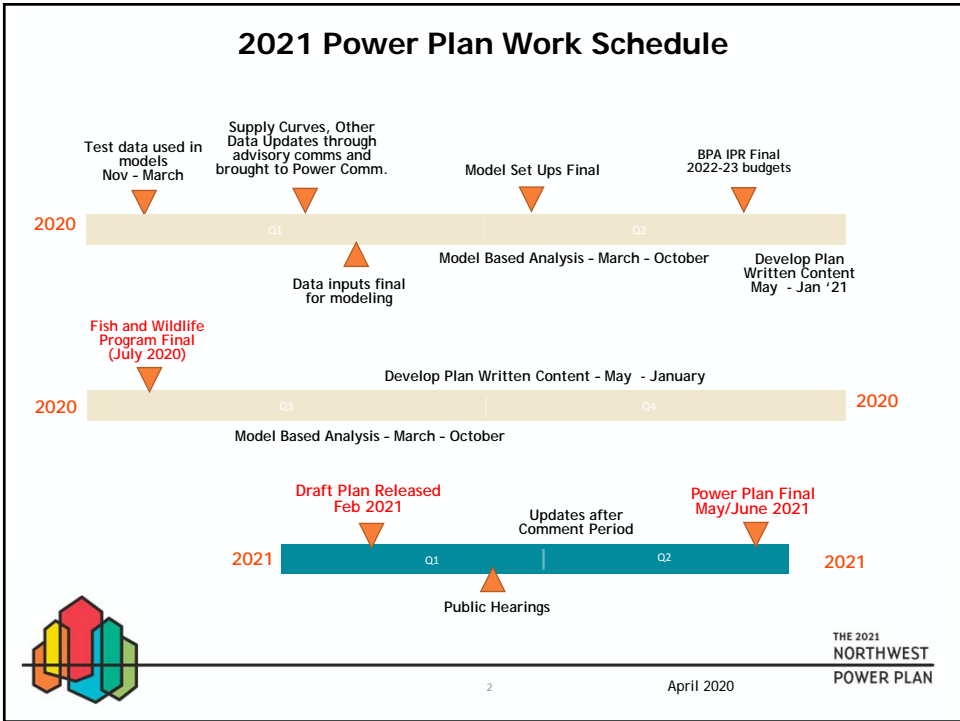 2021 Power Plan Work Schedule
Test data used in
models
Nov - March
Supply Curves, Other
Data Updates through
advisory comms and
brought to Power Comm.
Model Set Ups Final
BPA IPR Final
2022-23 budgets
2020
Q1
Q2
Data inputs final
for modeling
Model Based Analysis - March - October
Develop Plan
Written Content
May - Jan '21
Fish and Wildlife
Program Final
(July 2020)
Develop Plan Written Content - May - January
2020
Q3
Q4
2020
Model Based Analysis - March - October
Draft Plan Released
Feb 2021
Updates after
Comment Period
Power Plan Final
May/June 2021
2021
Q1
Q2
2021
Public Hearings
THE 2021
NORTHWEST
POWER PLAN
2
April 2020